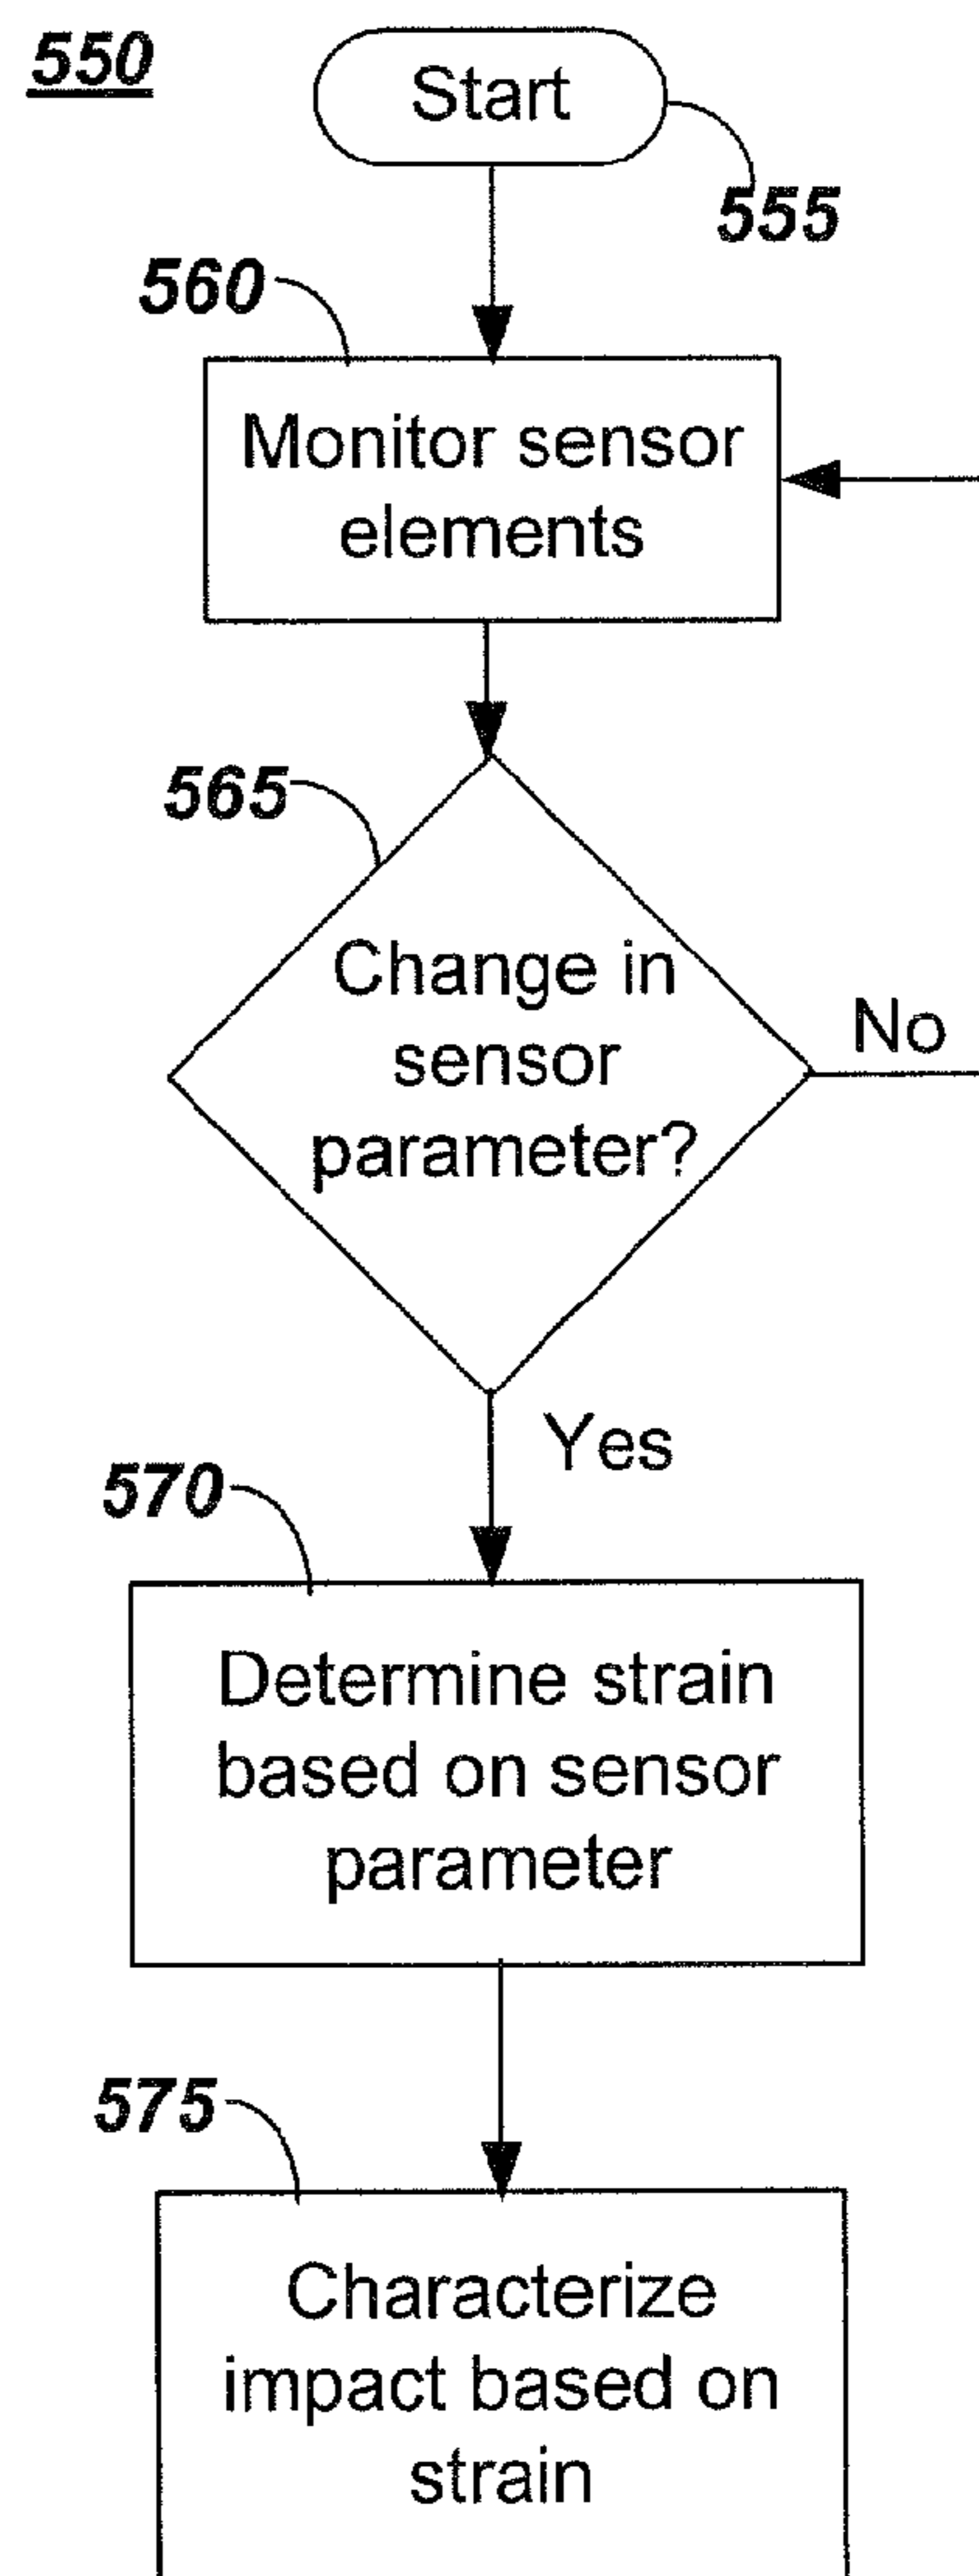 550
Start
555
560
Monitor sensor
elements
565
Change in
sensor
parameter?
No
Yes
570
Determine strain
based on sensor
parameter
575
Characterize
impact based on
strain